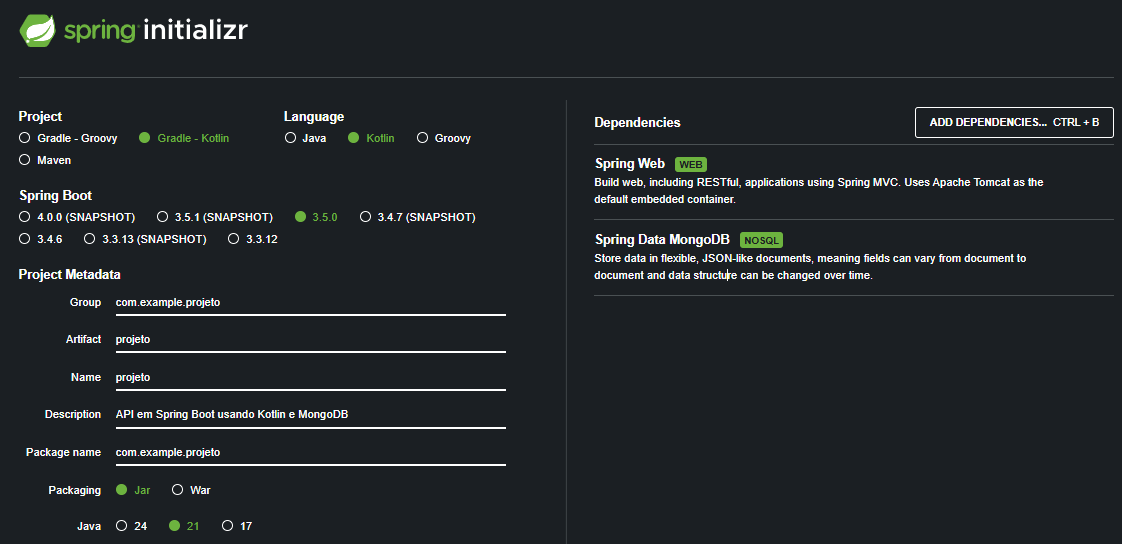 spring initializr
Project
Gradle - Groovy Gradle - Kotlin
Maven
Language
Java Kotlin Groovy
Spring Boot
4.0.0 (SNAPSHOT) 3.5.1 (SNAPSHOT) 3.5.0 3.4.7 (SNAPSHOT)
3.4.6 3.3.13 (SNAPSHOT) 3.3.12
Project Metadata
Group com.example.projeto
Artifact projeto
Name projeto
Description API em Spring Boot usando Kotlin e MongoDB
Package name com.example.projeto
Packaging Jar War
Java 24 21 17
Dependencies ADD DEPENDENCIES... CTRL + B
Spring Web WEB
Build web, including RESTful, applications using Spring MVC. Uses Apache Tomcat as the
default embedded container.
Spring Data MongoDB NOSQL
Store data in flexible, JSON-like documents, meaning fields can vary from document to
document and data structure can be changed over time.